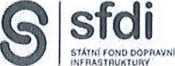 sfdi
STÁTNÍ FOND DOPRAVNÍ
INFRASTRUKTURY